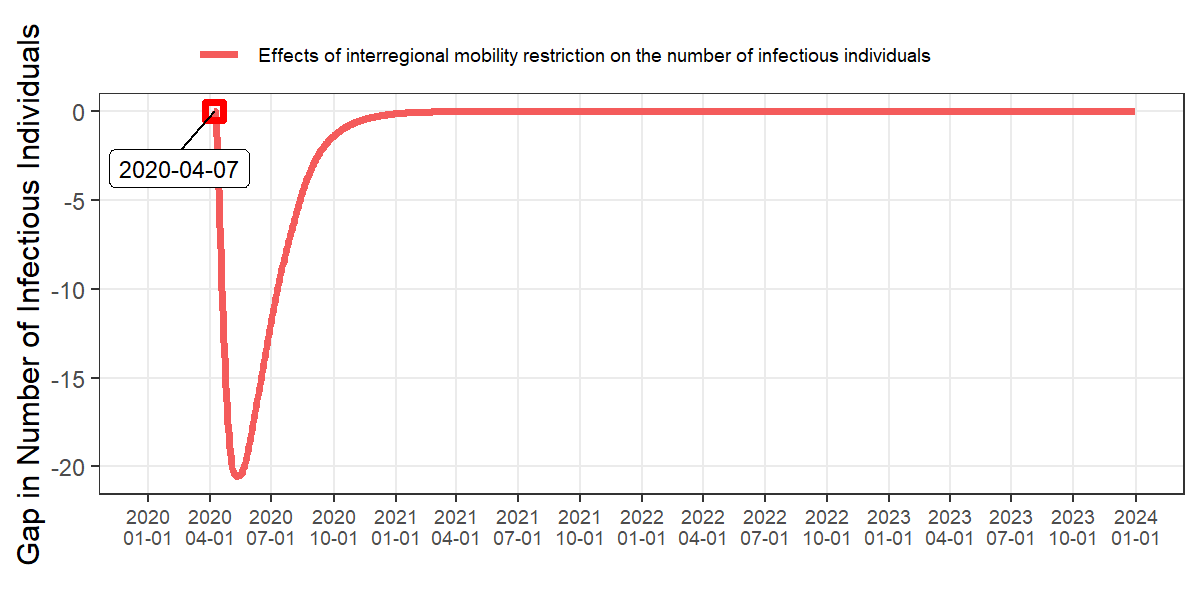 Effects of interregional mobility restriction on the number of infectious individuals
Gap in Number of Infectious Individuals
0
-5
-10
-15
-20
2020-04-07
2020 2020 2020 2020 2021 2021 2021 2021 2022 2022 2022 2022 2023 2023 2023 2023 2024
01-01 04-01 07-01 10-01 01-01 04-01 07-01 10-01 01-01 04-01 07-01 10-01 01-01 04-01 07-01 10-01 01-01